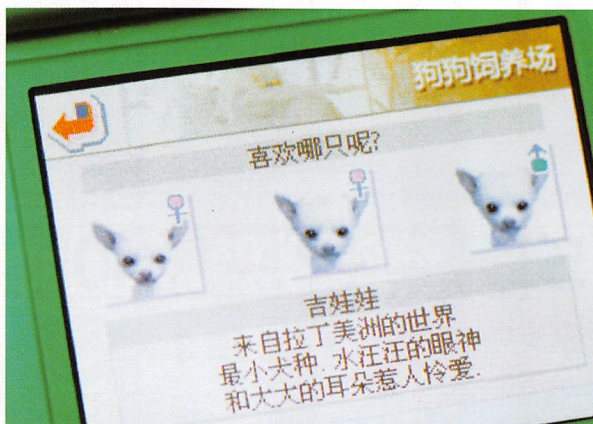 狗狗饲养场
喜欢哪只呢?
吉娃娃
来自拉丁美洲的世界
最小犬种.水汪汪的眼神
和大大的耳朵惹人怜爱.